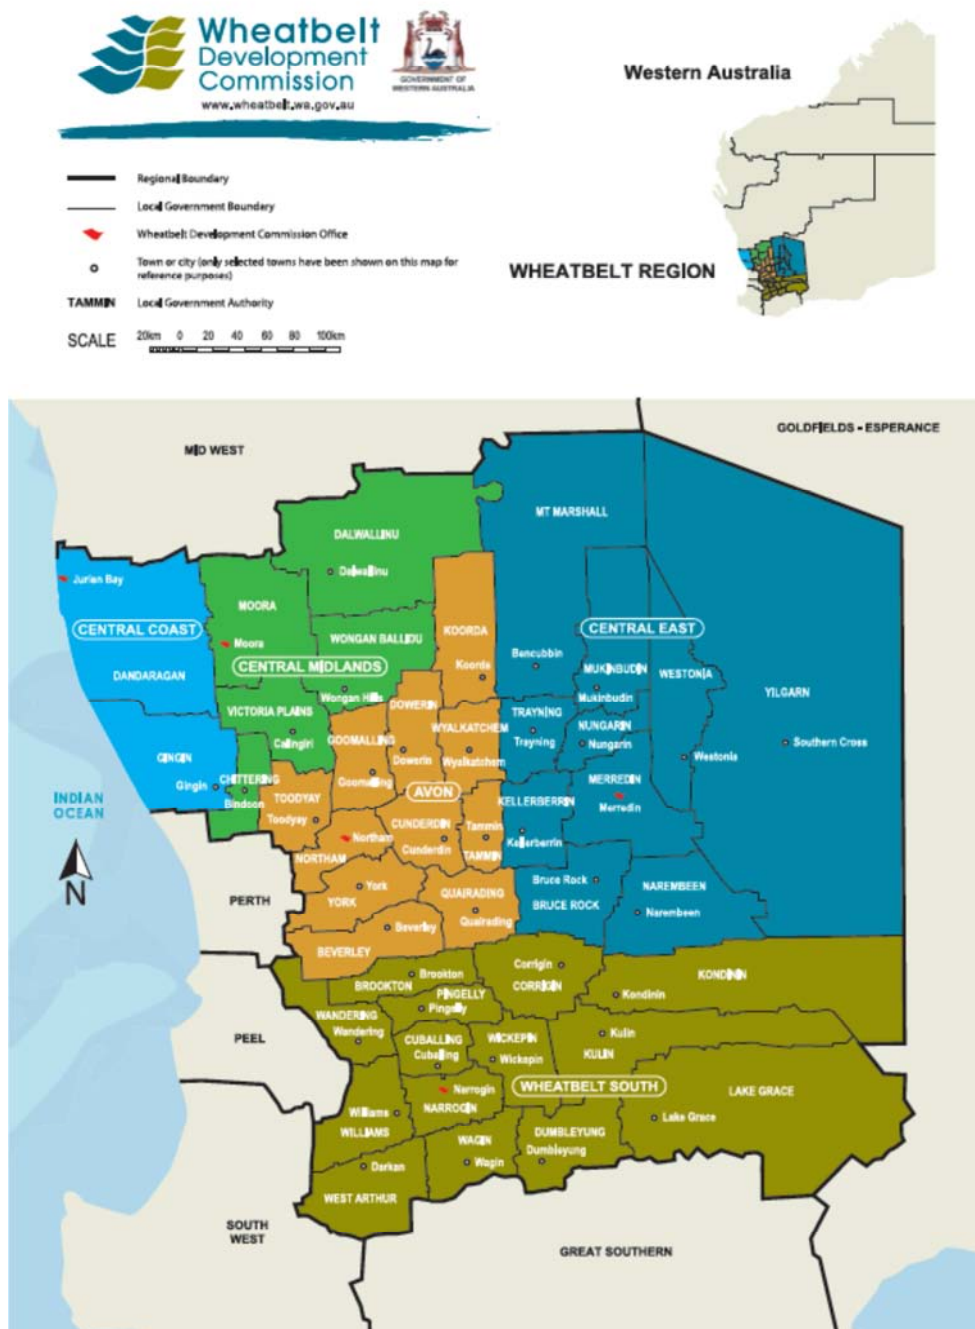 Wheatbelt
Development
Commission
www.wheatbelt.wa.gov.au
GOVERNMENT OF
WESTERN AUSTRALIA
Western Australia
WHEATBELT REGION
Regional Boundary
Local Government Boundary
Wheatbelt Development Commission Office
Town or city (only selected towns have been shown on this map for
reference purposes)
TAMMIN Local Government Authority
SCALE 20km 0 20 40 60 80 100km
GOLDFIELDS - ESPERANCE
MID WEST
MT MARSHALL
DALWALLINU
Dalwallinu
Jurien Bay
MOORA
CENTRAL COAST
Moora
WONGAN BALLIDU
KOORDA
CENTRAL EAST
CENTRAL MIDLANDS
Koorda
Bencubbin
MUKINBUDIN
WESTONIA
DANDARAGAN
Wongan Hills
Mukinbudin
YILGARN
VICTORIA PLAINS
DOWERIN
TRAYNING
NUNGARIN
WYALKATCHEM
Calingiri
GOOMALLING
Trayning
Nungarin
Southern Cross
GINGIN
Dowerin
Wyalkatchem
Westonia
Gingin
CHITTERING
Goomalling
MERREDIN
INDIAN
OCEAN
Bindoon
TOODYAY
AVON
KELLERBERRIN
Merredin
Toodyay
CUNDERDIN
Tammin
Northam
Cunderdin
TAMMIN
Kellerberrin
NORTHAM
N
PERTH
York
YORK
QUAIRADING
Bruce Rock
NAREMBEEN
BRUCE ROCK
Narembeen
Beverley
Quairading
BEVERLEY
Corrigin
Brookton
KONDININ
BROOKTON
CORRIGIN
PINGELLY
Kondinin
Pingelly
WANDERING
Wandering
PEEL
CUBALLING
WICKEPIN
Kulin
Cuballing
Wickepin
KULIN
WHEATBELT SOUTH
Narrogin
LAKE GRACE
NARROGIN
Williams
Lake Grace
WILLIAMS
WAGIN
DUMBLEYUNG
Dumbleyung
Darkan
Wagin
WEST ARTHUR
SOUTH
WEST
GREAT SOUTHERN